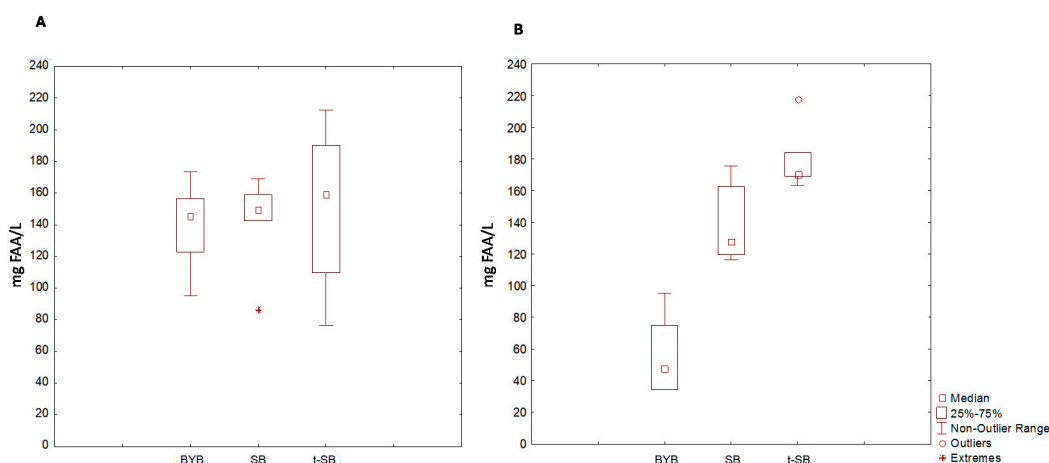 A
mg FAA/L
240
220
200
180
160
140
120
100
80
60
40
20
0
BYB SB t-SB
B
mg FAA/L
240
220
200
180
160
140
120
100
80
60
40
20
0
BYB SB t-SB
Median
25%-75%
Non-Outlier Range
Outliers
Extremes